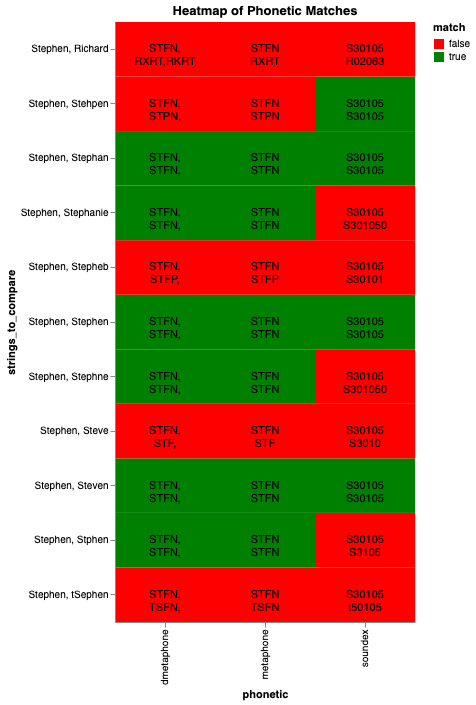 Heatmap of Phonetic Matches
match
false
true
strings_to_compare
Stephen, Richard
STFN, STFN S30105
RXRT,RKRT RXRT R02063
Stephen, Stehpen
STFN, STFN S30105
STPN, STPN S30105
Stephen, Stephan
STFN, STFN S30105
STFN, STFN S30105
Stephen, Stephanie
STFN, STFN S30105
STFN, STFN S301050
Stephen, Stepheb
STFN, STFN S30105
STFP, STFP S30101
Stephen, Stephen
STFN, STFN S30105
STFN, STFN S30105
Stephen, Stephne
STFN, STFN S30105
STFN, STFN S301050
Stephen, Steve
STFN, STFN S30105
STF, STF S3010
Stephen, Steven
STFN, STFN S30105
STFN, STFN S30105
Stephen, Stphen
STFN, STFN S30105
STFN, STFN S3105
Stephen, tSephen
STFN, STFN S30105
TSFN, TSFN t50105
dmetaphone
metaphone
soundex
phonetic